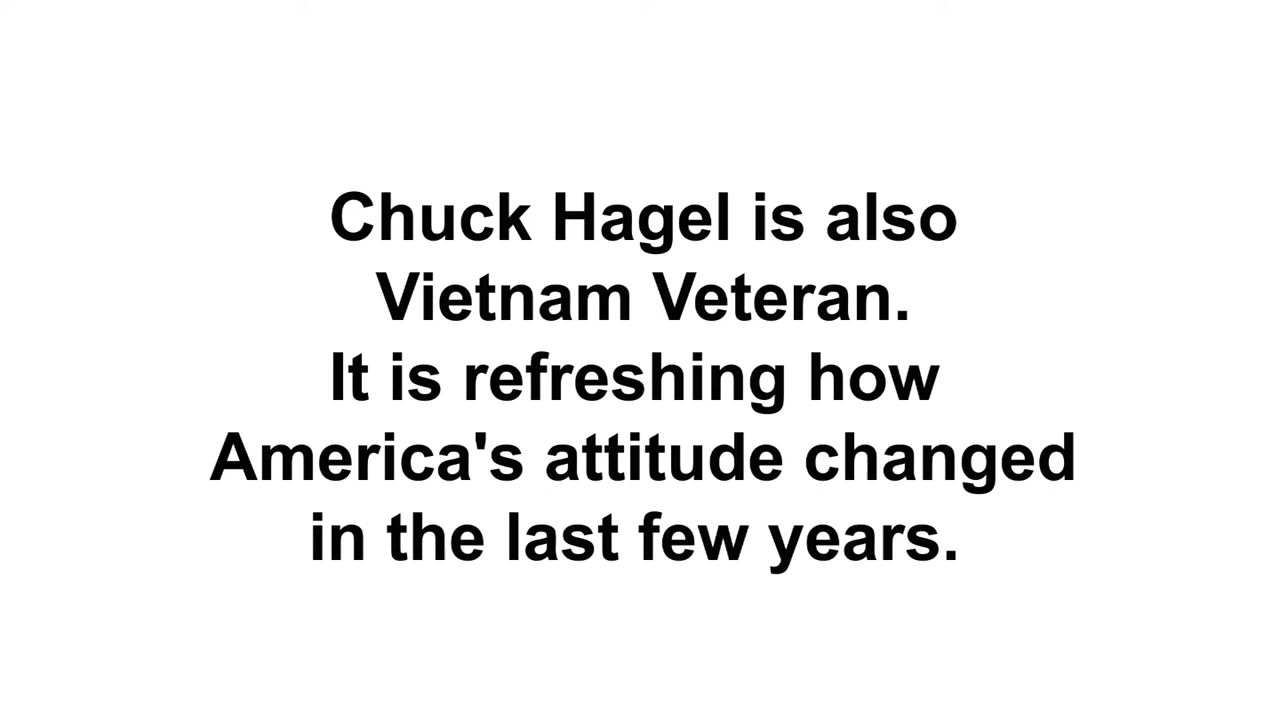 Chuck Hagel is also
Vietnam Veteran.
It is refreshing how
America's attitude changed
in the last few years.